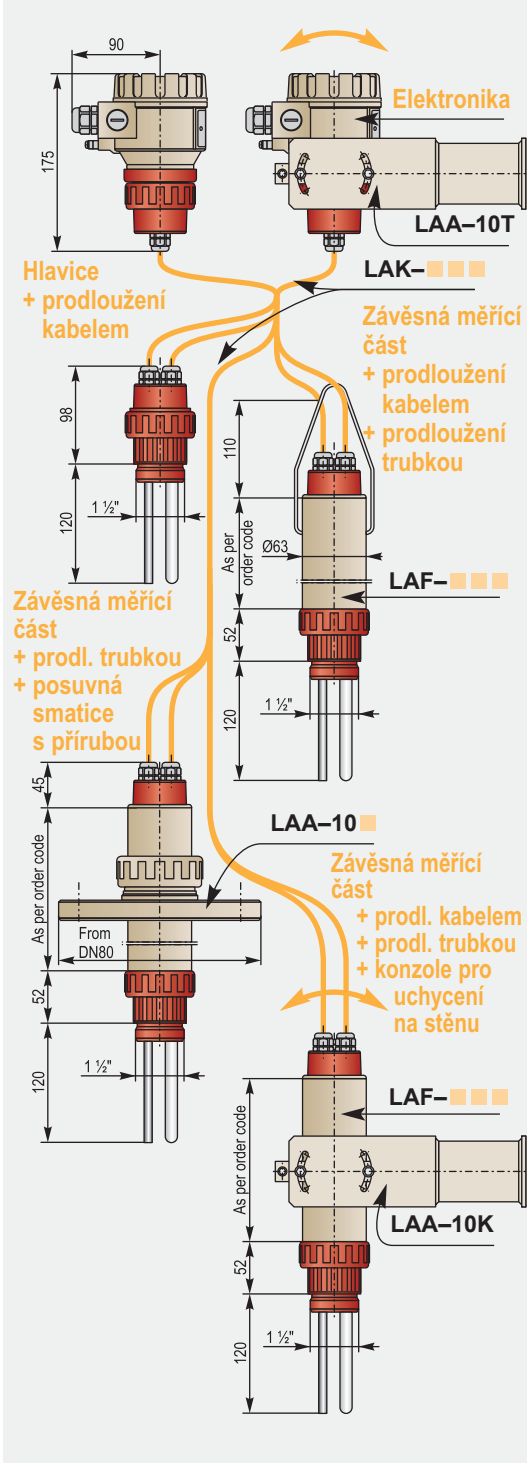 90
175
Elektronika
LAA–10T
LAK–
Hlavice
+ prodloužení
kabelem
Závěsná měřící
část
+ prodloužení
kabelem
+ prodloužení
trubkou
98
120
1 ½"
110
As per
order code
Ø63
LAF–
52
1 ½"
120
Závěsná měřící
část
+ prodl. trubkou
+ posuvná
smatice
s přírubou
45
As per order code
LAA–10
From
DN80
52
1 ½"
120
Závěsná měřící
část
+ prodl. kabelem
+ prodl. trubkou
+ konzole pro
uchycení
na stěnu
As per order code
LAF–
LAA–10K
52
1 ½"
120